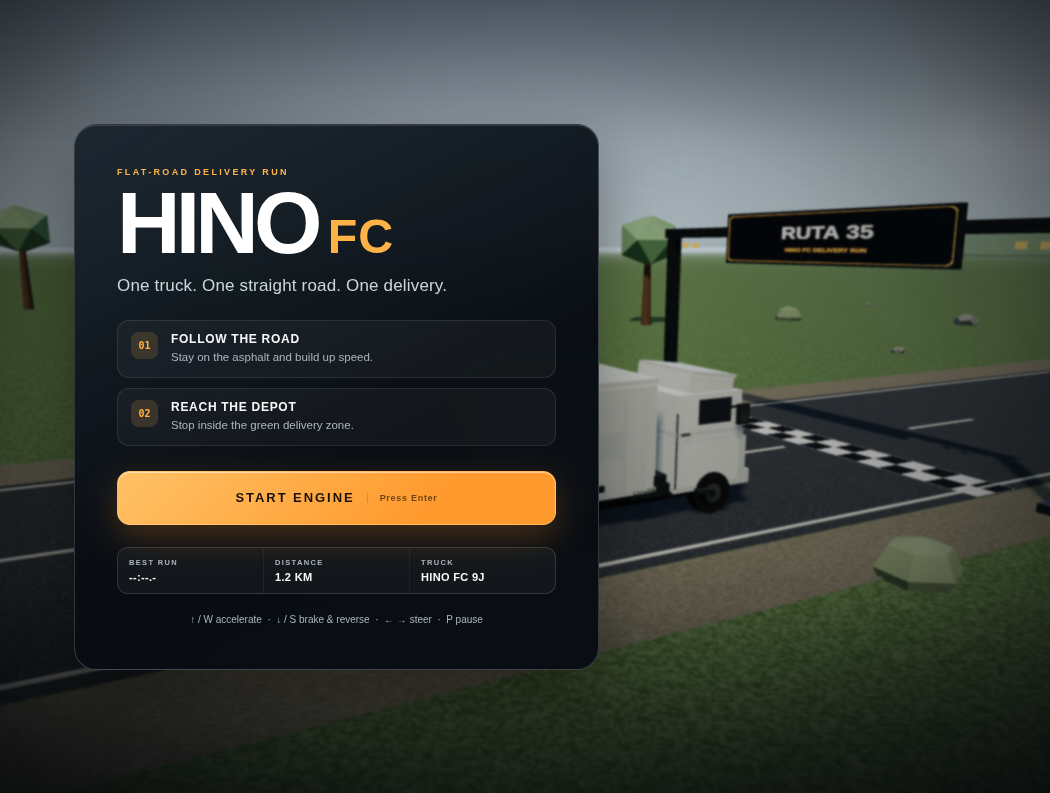 FLAT-ROAD DELIVERY RUN
HINO FC
One truck. One straight road. One delivery.
01
FOLLOW THE ROAD
Stay on the asphalt and build up speed.
02
REACH THE DEPOT
Stop inside the green delivery zone.
START ENGINE | Press Enter
BEST RUN
--:--.-
DISTANCE
1.2 KM
TRUCK
HINO FC 9J
↑ / W accelerate · ↓ / S brake & reverse · ← → steer · P pause
RUTA 35
HINO FC DELIVERY RUN